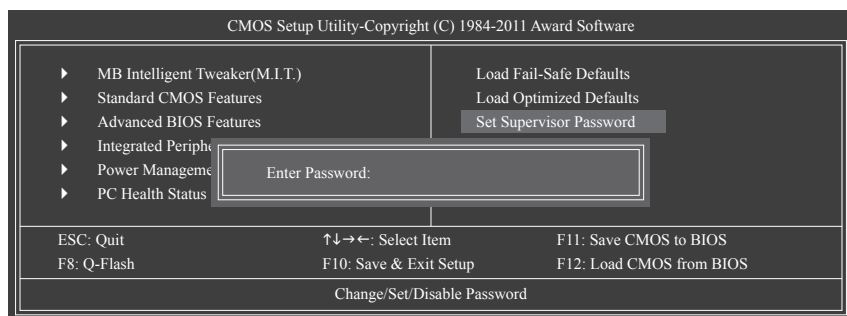 CMOS Setup Utility-Copyright (C) 1984-2011 Award Software
MB Intelligent Tweaker(M.I.T.)
Standard CMOS Features
Advanced BIOS Features
Integrated Periphe
Power Manageme
PC Health Status
Load Fail-Safe Defaults
Load Optimized Defaults
Set Supervisor Password
Enter Password:
ESC: Quit ↑↓→←: Select Item F11: Save CMOS to BIOS
F8: Q-Flash F10: Save & Exit Setup F12: Load CMOS from BIOS
Change/Set/Disable Password